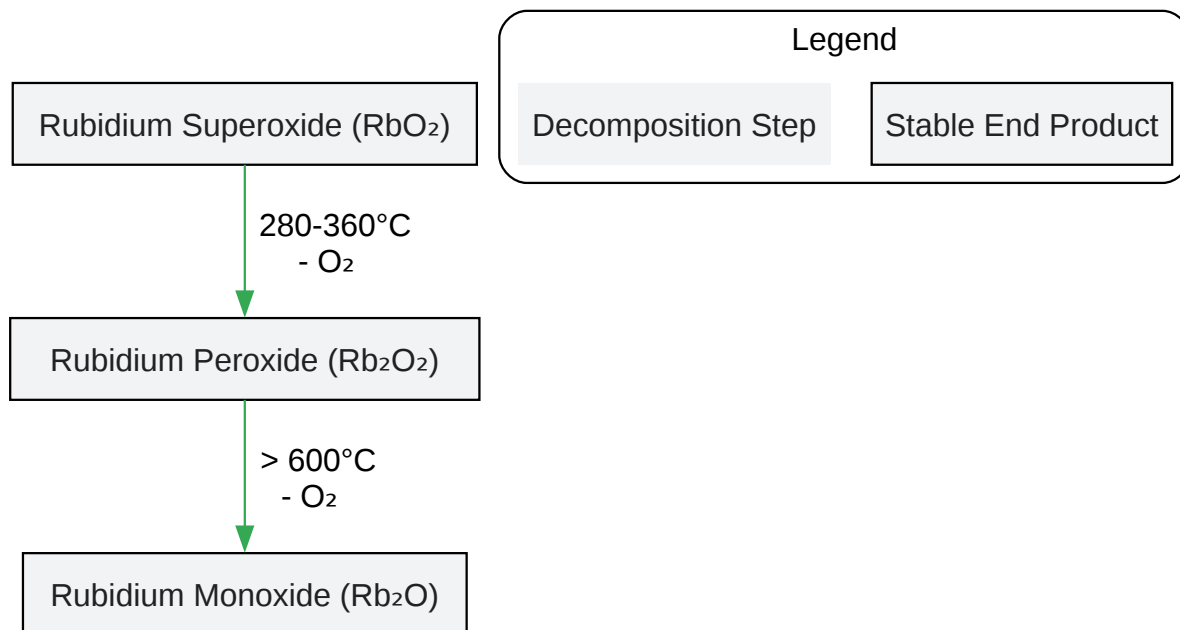 Legend
Rubidium Superoxide (RbO₂)
Decomposition Step
Stable End Product
280-360°C
- O₂
Rubidium Peroxide (Rb₂O₂)
> 600°C
- O₂
Rubidium Monoxide (Rb₂O)